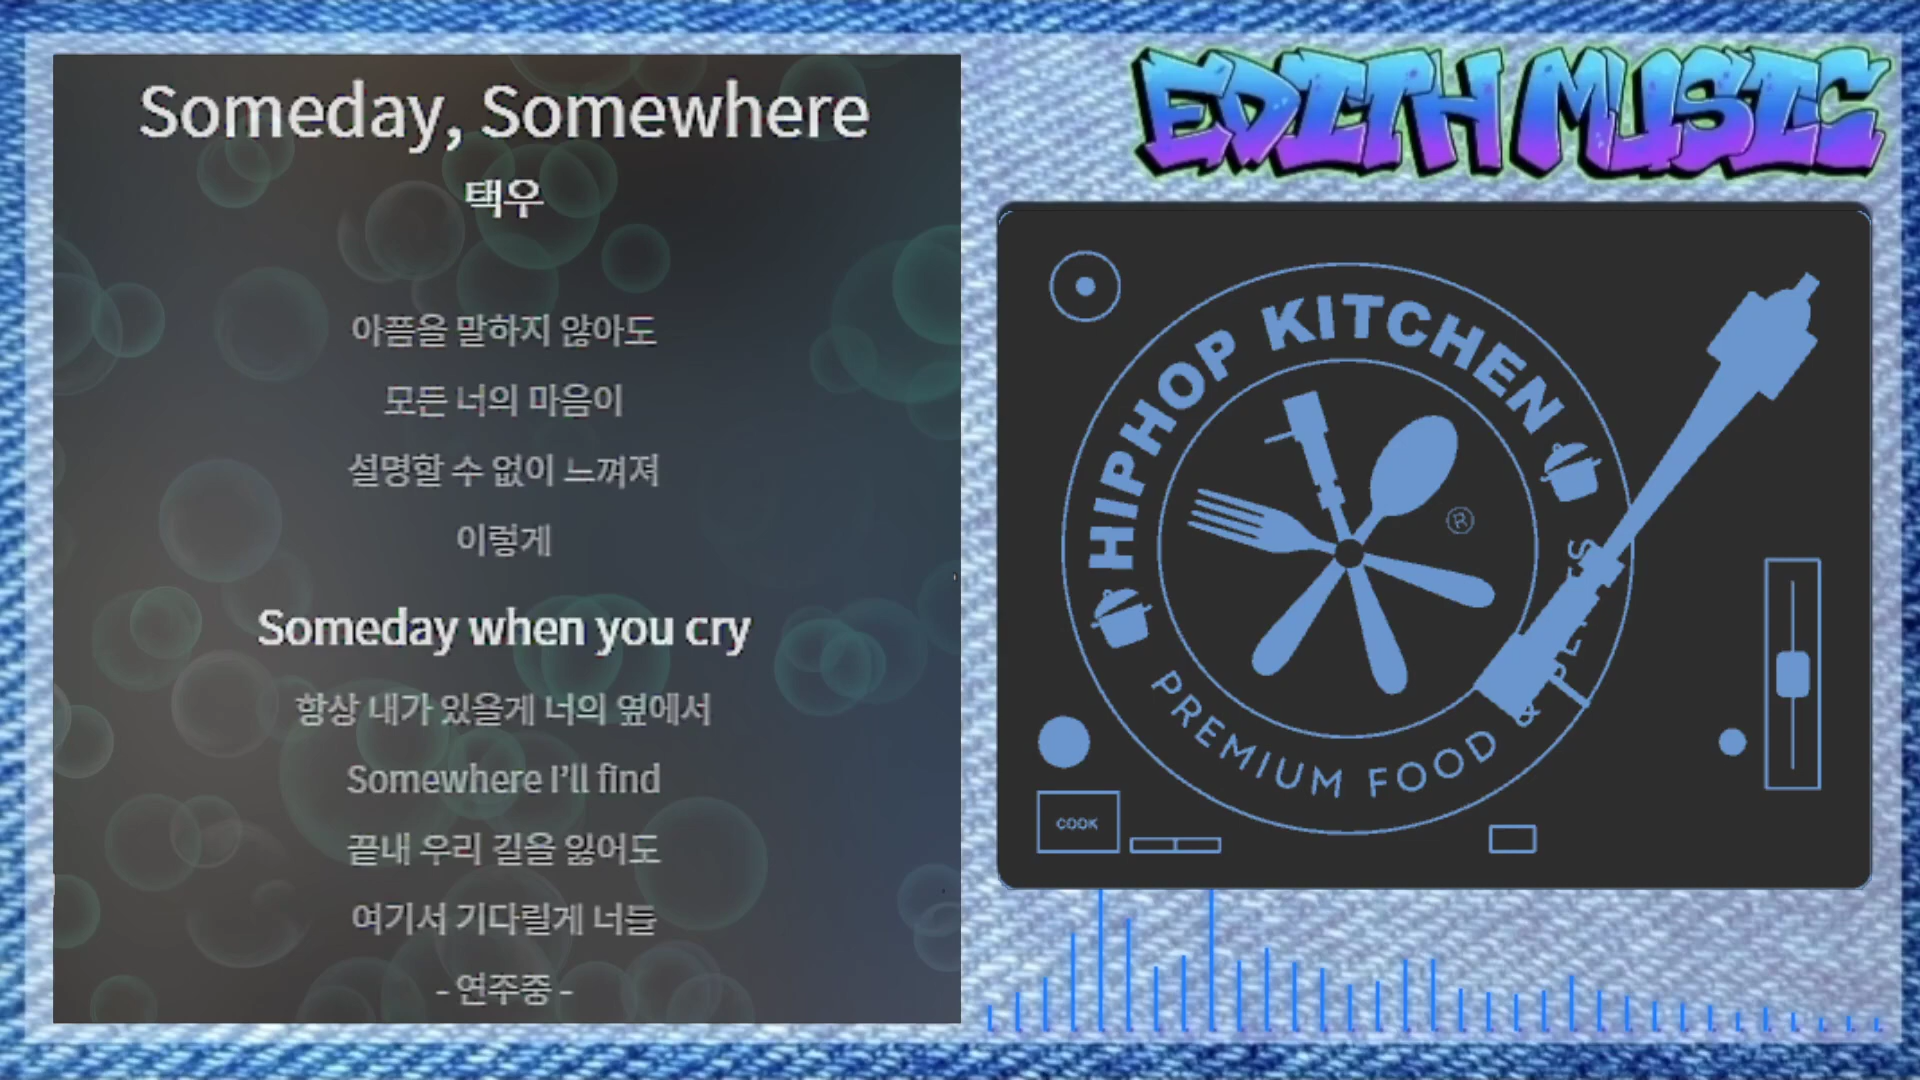 Someday, Somewhere
택우
아픔을 말하지 않아도
모든 너의 마음이
설명할 수 없이 느껴져
이렇게
Someday when you cry
항상 내가 있을게 너의 옆에서
Somewhere I'll find
끝내 우리 길을 잃어도
여기서 기다릴게 너들
- 연주중 -
EDITH MUSIC
HIPHOP KITCHEN
®
PREMIUM FOOD &
COOK